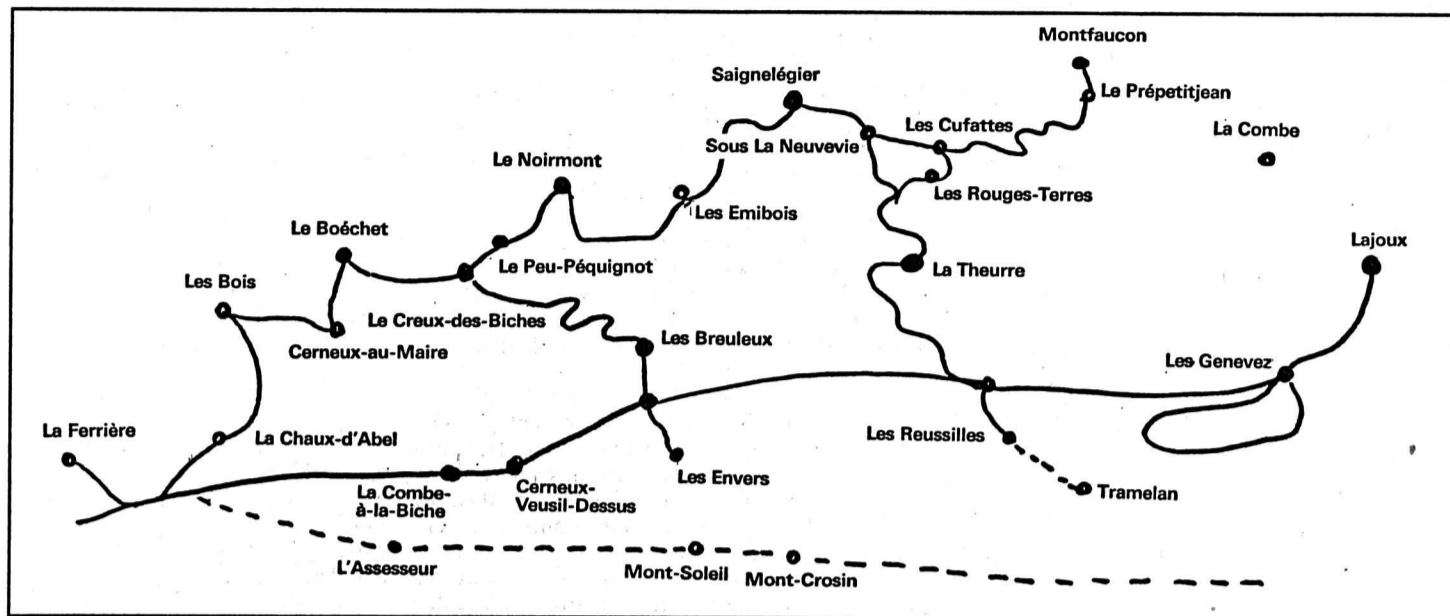 Montfaucon
Saignelégier
Le Prépetitjean
Les Cufattes
La Combe
Sous La Neuvevie
Le Noirmont
Les Rouges-Terres
Les Emibois
Le Boéchet
Lajoux
Le Peu-Péquignot
La Theurre
Les Bois
Le Creux-des-Biches
Les Breuleux
Cerneux-au-Maire
Les Genevez
La Ferrière
La Chaux-d'Abel
Les Reussilles
Les Envers
La Combe-
à-la-Biche
Cerneux-
Veusil-Dessus
Tramelan
L'Assesseur
Mont-Soleil
Mont-Crosin